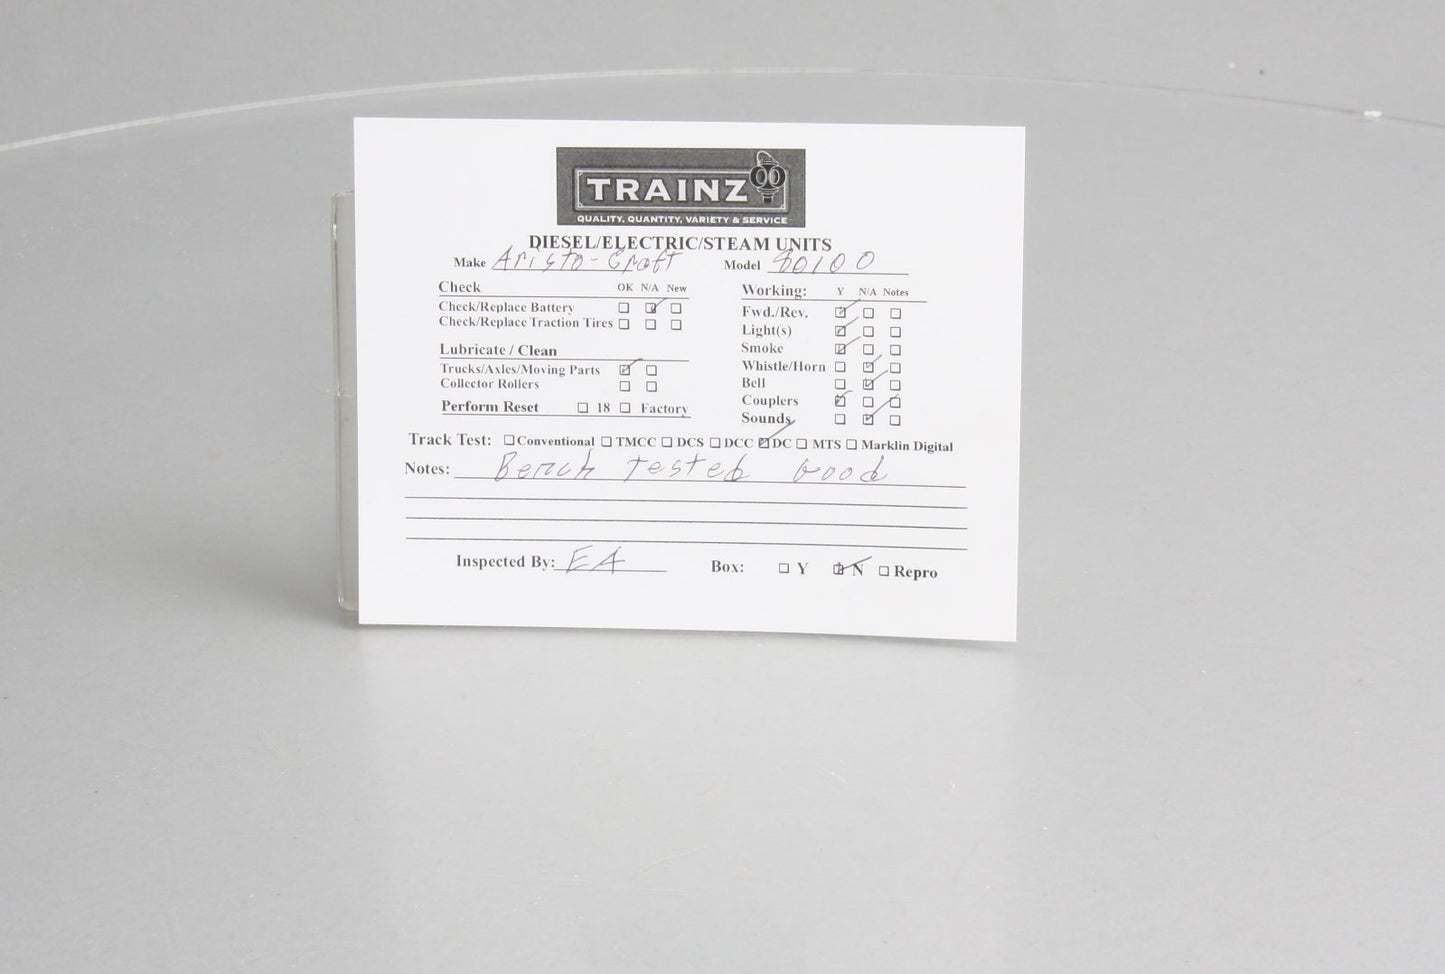 TRAINZ
QUALITY, QUANTITY, VARIETY & SERVICE
DIESEL/ELECTRIC/STEAM UNITS
Make Aristo-Craft Model 80100
Check OK N/A New
Check/Replace Battery ☐ ☑ ☐
Check/Replace Traction Tires ☐ ☐ ☐
Lubricate / Clean
Trucks/Axles/Moving Parts ☑ ☐
Collector Rollers ☐ ☐
Perform Reset ☐ 18 ☐ Factory
Working: Y N/A Notes
Fwd./Rev. ☑ ☐ ☐
Light(s) ☑ ☐ ☐
Smoke ☑ ☐ ☐
Whistle/Horn ☐ ☑ ☐
Bell ☐ ☑ ☐
Couplers ☑ ☐ ☐
Sounds ☐ ☑ ☐
Track Test: ☐ Conventional ☐ TMCC ☐ DCS ☐ DCC ☑ DC ☐ MTS ☐ Marklin Digital
Notes: Bench Tested Good
Inspected By: EA Box: ☐ Y ☑ N ☐ Repro